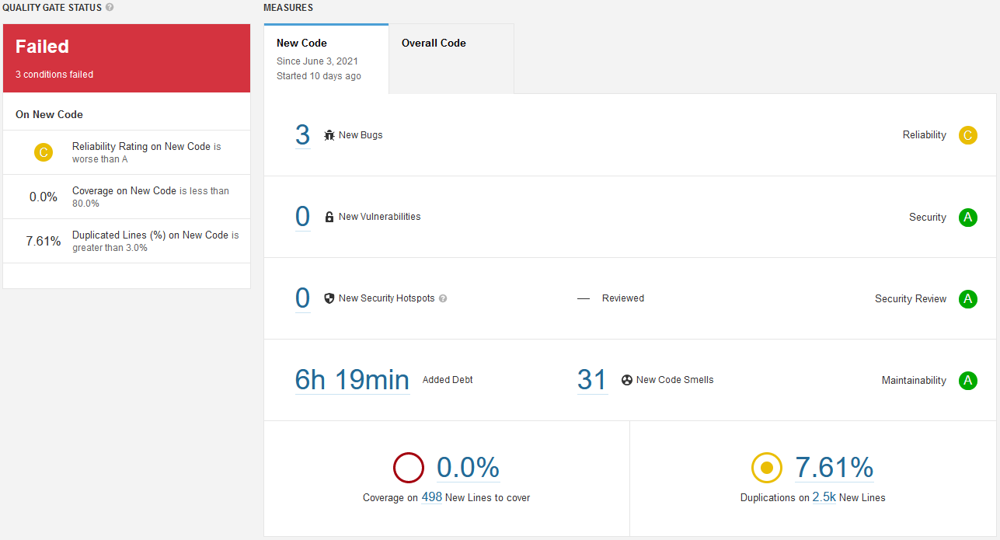 QUALITY GATE STATUS ?
Failed
3 conditions failed
On New Code
C
Reliability Rating on New Code is
worse than A
0.0%
Coverage on New Code is less than
80.0%
7.61%
Duplicated Lines (%) on New Code is
greater than 3.0%
MEASURES
New Code
Since June 3, 2021
Started 10 days ago
Overall Code
3 New Bugs Reliability C
0 New Vulnerabilities Security A
0 New Security Hotspots ? — Reviewed Security Review A
6h 19min Added Debt 31 New Code Smells Maintainability A
0.0%
Coverage on 498 New Lines to cover
7.61%
Duplications on 2.5k New Lines